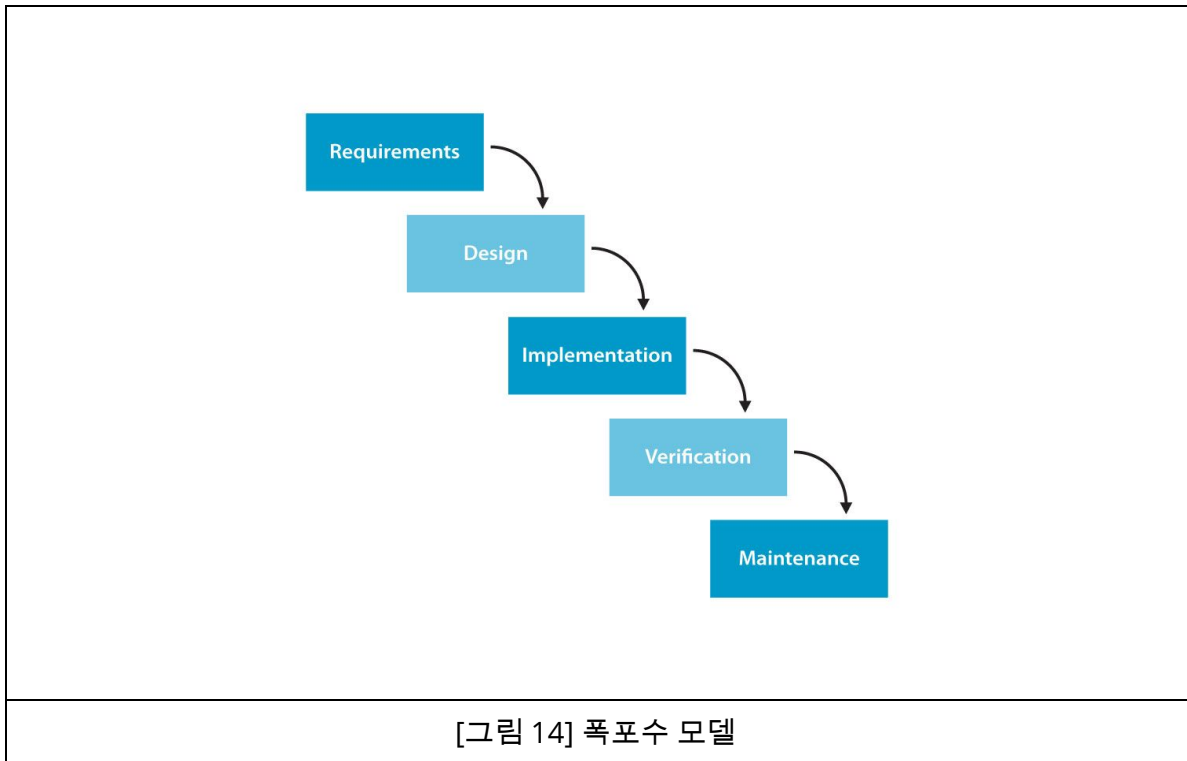 Requirements
Design
Implementation
Verification
Maintenance
[그림 14] 폭포수 모델